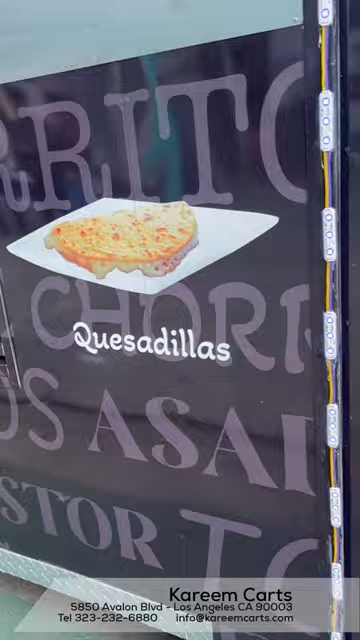 RRITO
Quesadillas
CHORI
OS ASAI
STOR TO
Kareem Carts
5850 Avalon Blvd - Los Angeles CA 90003
Tel 323-232-6880 info@kareemcarts.com